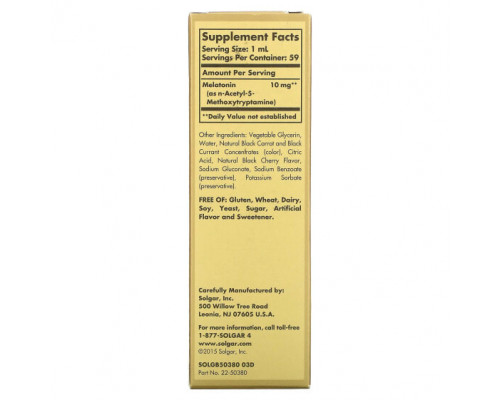 Supplement Facts
Serving Size: 1 mL
Servings Per Container: 59
Amount Per Serving
Melatonin 10 mg**
(as n-Acetyl-5-
Methoxytryptamine)
**Daily Value not established
Other Ingredients: Vegetable Glycerin,
Water, Natural Black Carrot and Black
Currant Concentrates (color), Citric
Acid, Natural Black Cherry Flavor,
Sodium Gluconate, Sodium Benzoate
(preservative), Potassium Sorbate
(preservative).
FREE OF: Gluten, Wheat, Dairy,
Soy, Yeast, Sugar, Artificial
Flavor and Sweetener.
Carefully Manufactured by:
Solgar, Inc.
500 Willow Tree Road
Leonia, NJ 07605 U.S.A.
For more information, call toll-free
1-877-SOLGAR 4
www.solgar.com
©2015 Solgar, Inc.
SOLOB50380 03D
Part No. 22-50380